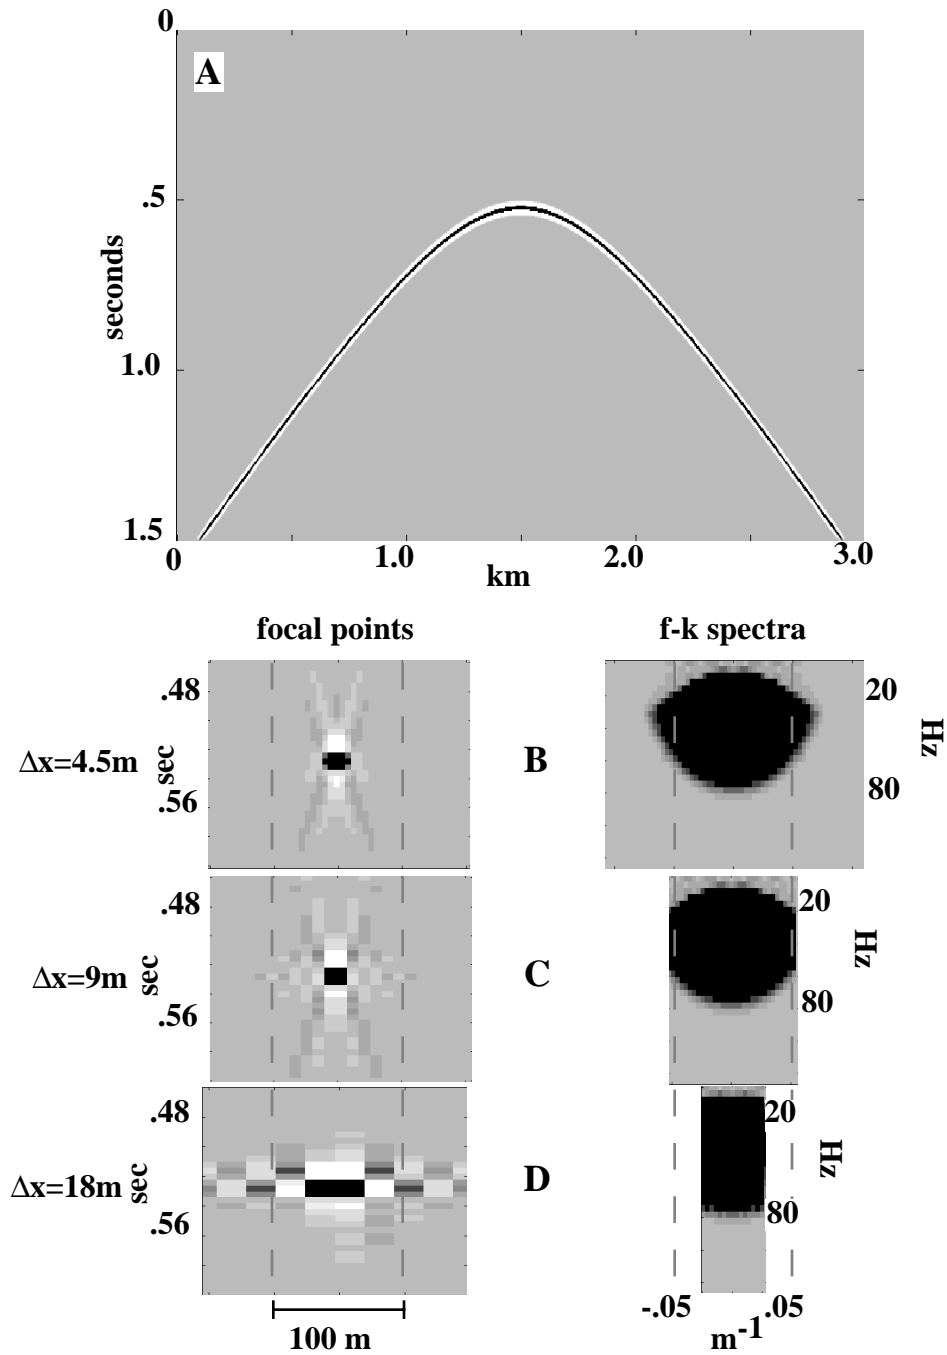 0
A
.5
seconds
1.0
1.5
0
1.0
2.0
3.0
km
focal points
f-k spectra
.48
Δx=4.5m
sec
.56
B
20
Hz
80
.48
Δx=9m
sec
.56
C
20
Hz
80
.48
Δx=18m
sec
.56
D
20
Hz
80
100 m
-.05
.05
m-1